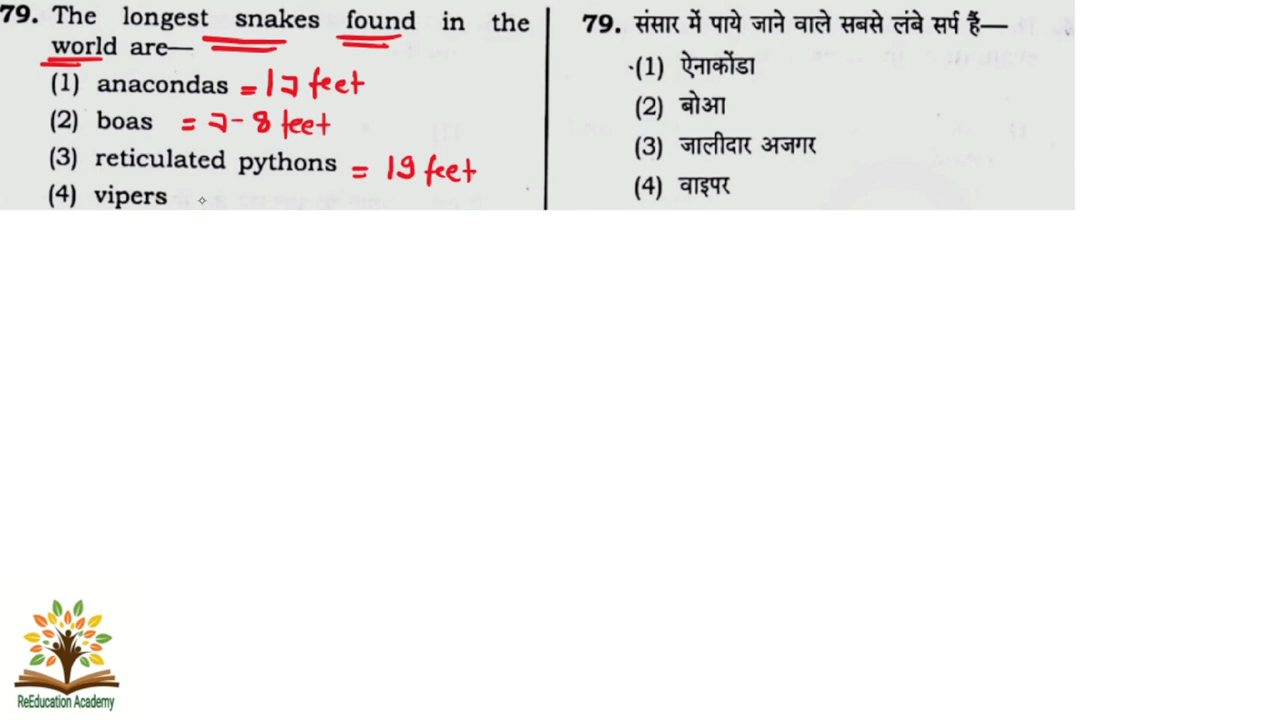 79. The longest snakes found in the
world are—
(1) anacondas = 17 feet
(2) boas = 7-8 feet
(3) reticulated pythons = 19 feet
(4) vipers
79. संसार में पाये जाने वाले सबसे लंबे सर्प हैं—
(1) ऐनाकोंडा
(2) बोआ
(3) जालीदार अजगर
(4) वाइपर
ReEducation Academy